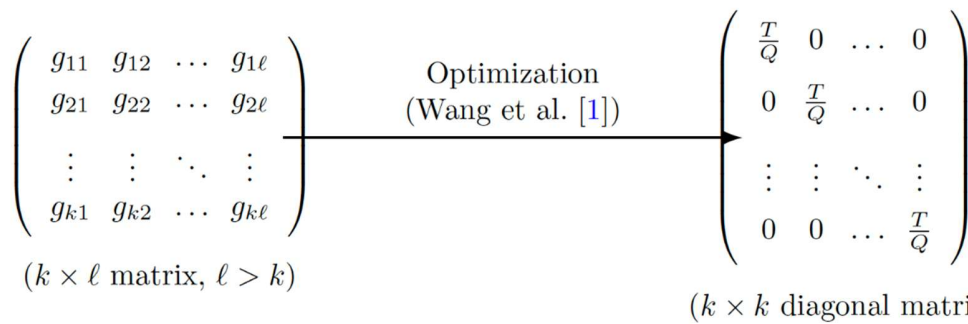 g₁₁ g₁₂ … g₁ℓ
g₂₁ g₂₂ … g₂ℓ
⋮ ⋮ ⋱ ⋮
gₖ₁ gₖ₂ … gₖℓ
(k × ℓ matrix, ℓ > k)
Optimization
(Wang et al. [1])
T/Q 0 … 0
0 T/Q … 0
⋮ ⋮ ⋱ ⋮
0 0 … T/Q
(k × k diagonal matri